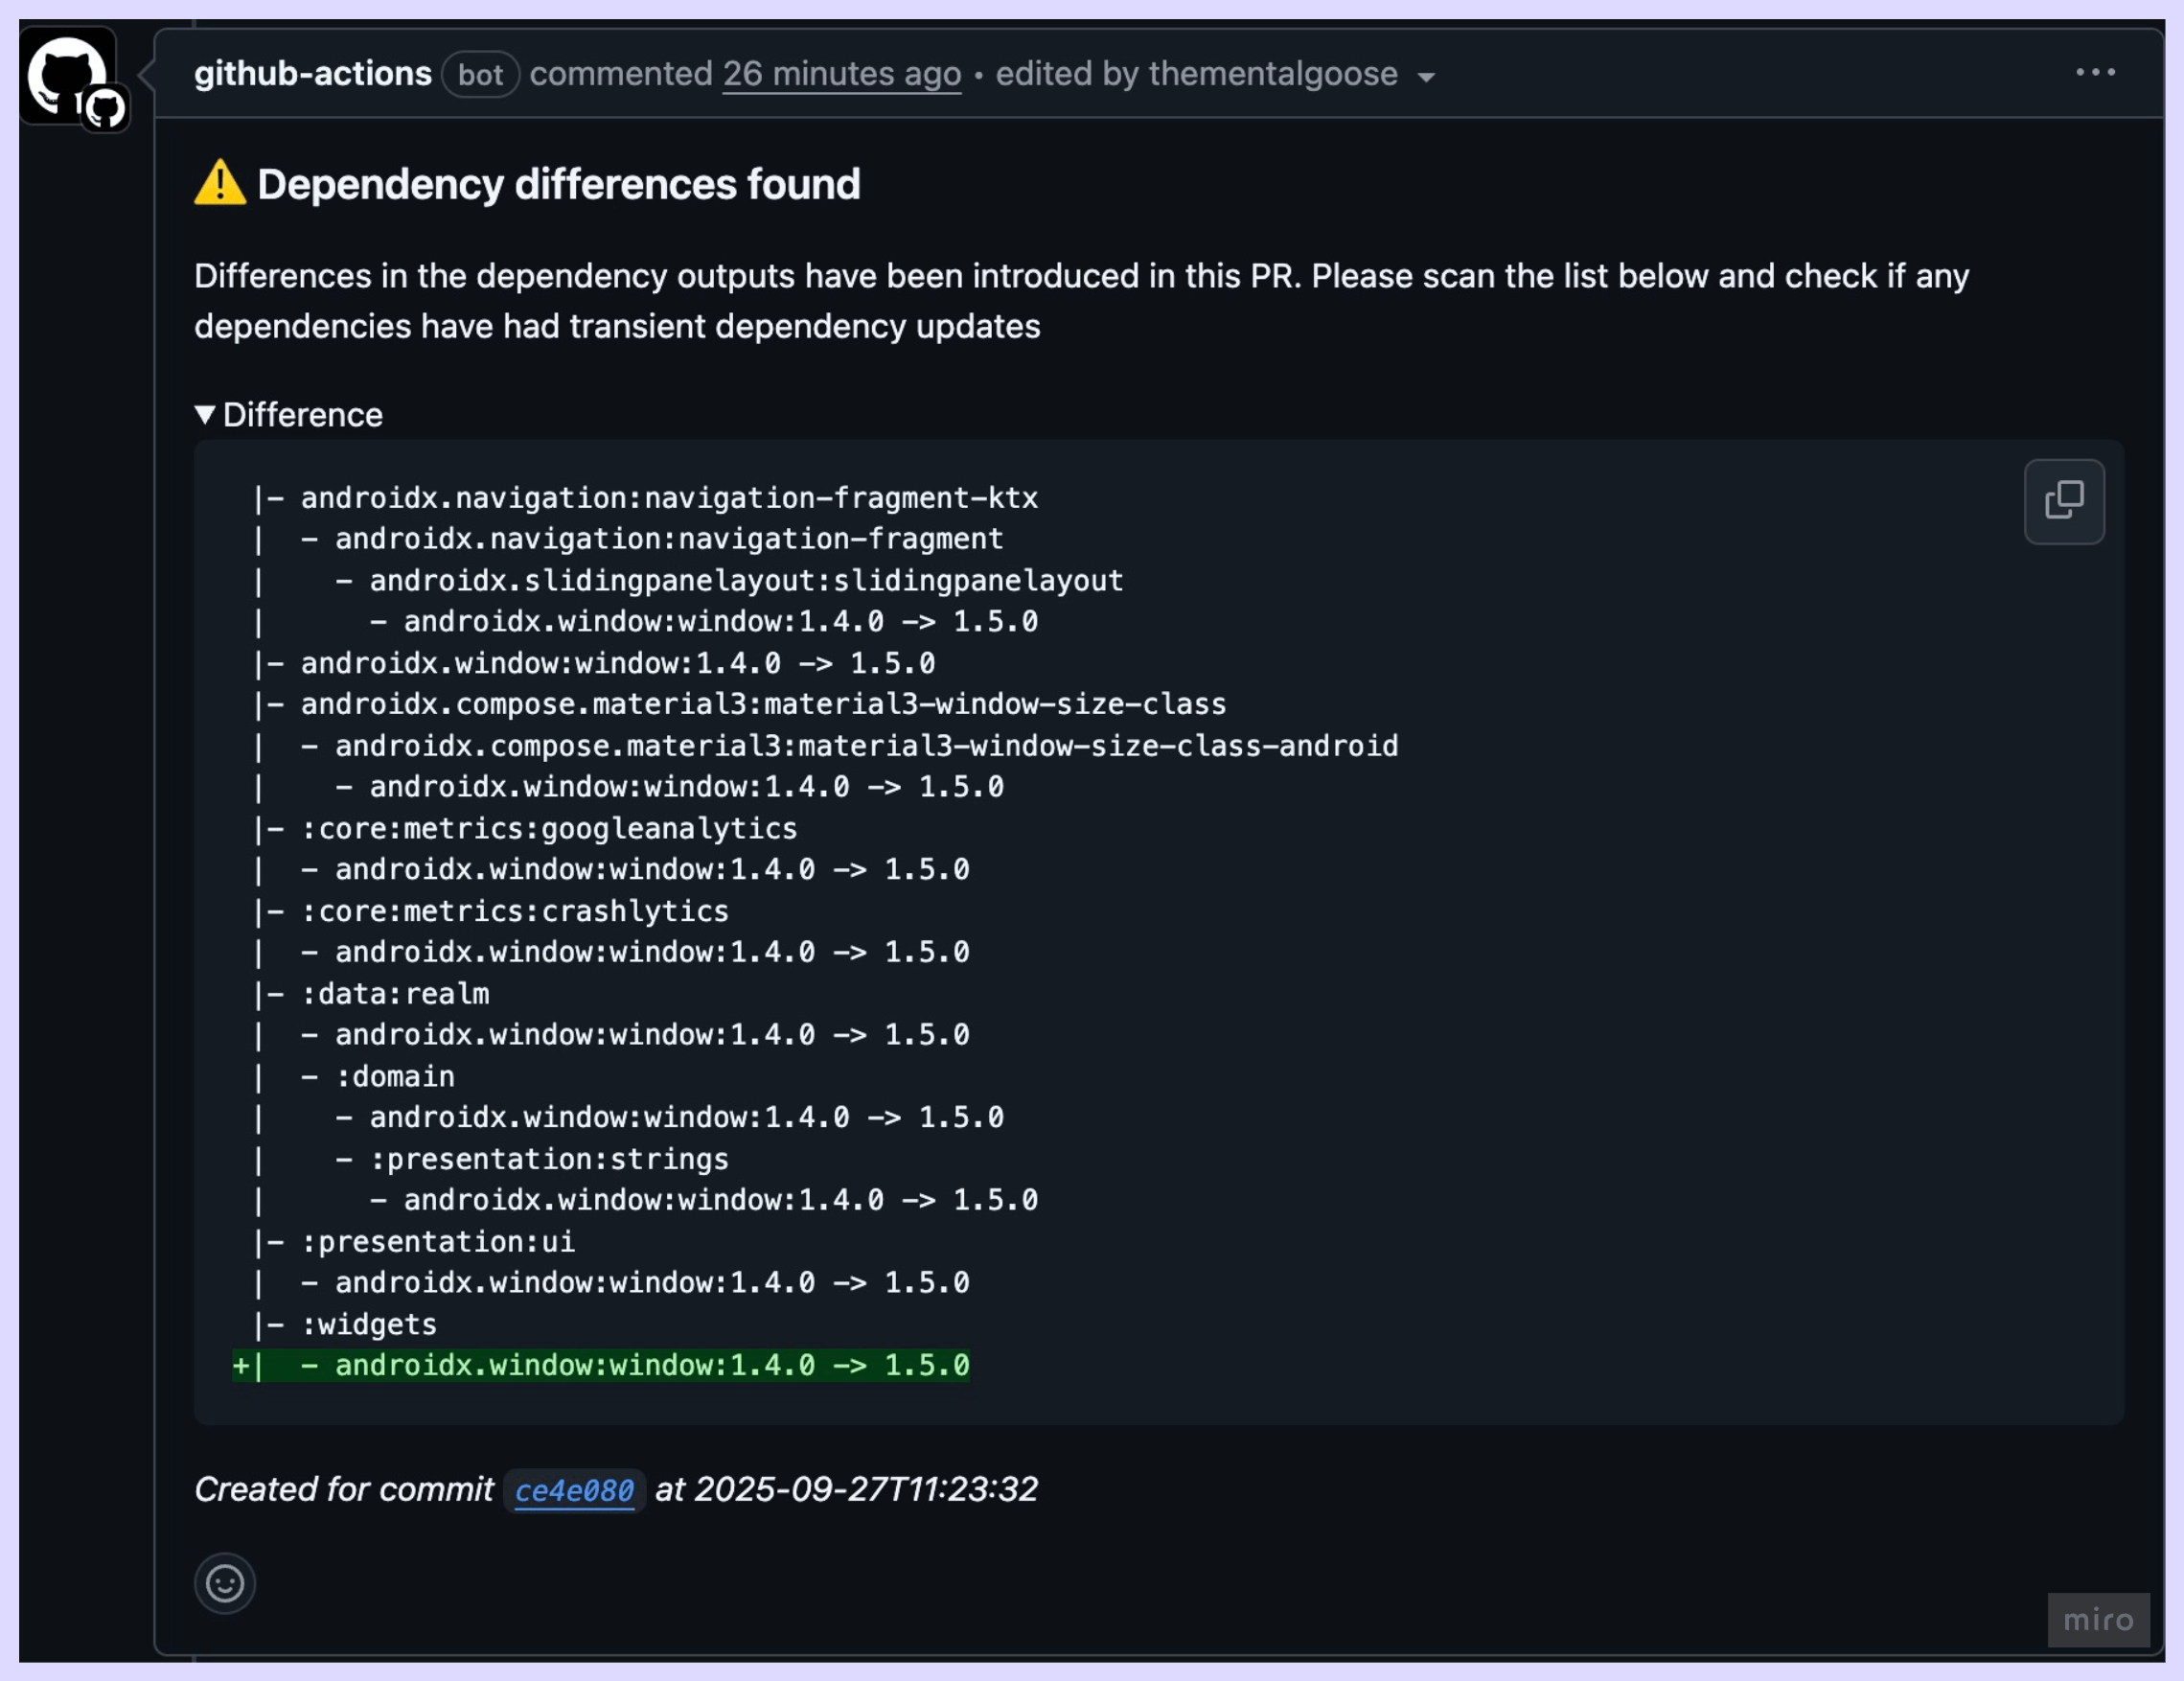 github-actions bot commented 26 minutes ago • edited by thementalgoose
⚠️ Dependency differences found
Differences in the dependency outputs have been introduced in this PR. Please scan the list below and check if any
dependencies have had transient dependency updates
▼ Difference
|- androidx.navigation:navigation-fragment-ktx
|  - androidx.navigation:navigation-fragment
|    - androidx.slidingpanelayout:slidingpanelayout
|      - androidx.window:window:1.4.0 -> 1.5.0
|- androidx.window:window:1.4.0 -> 1.5.0
|- androidx.compose.material3:material3-window-size-class
|  - androidx.compose.material3:material3-window-size-class-android
|    - androidx.window:window:1.4.0 -> 1.5.0
|- :core:metrics:googleanalytics
|  - androidx.window:window:1.4.0 -> 1.5.0
|- :core:metrics:crashlytics
|  - androidx.window:window:1.4.0 -> 1.5.0
|- :data:realm
|  - androidx.window:window:1.4.0 -> 1.5.0
|  - :domain
|    - androidx.window:window:1.4.0 -> 1.5.0
|    - :presentation:strings
|      - androidx.window:window:1.4.0 -> 1.5.0
|- :presentation:ui
|  - androidx.window:window:1.4.0 -> 1.5.0
|- :widgets
+|  - androidx.window:window:1.4.0 -> 1.5.0
Created for commit ce4e080 at 2025-09-27T11:23:32
miro